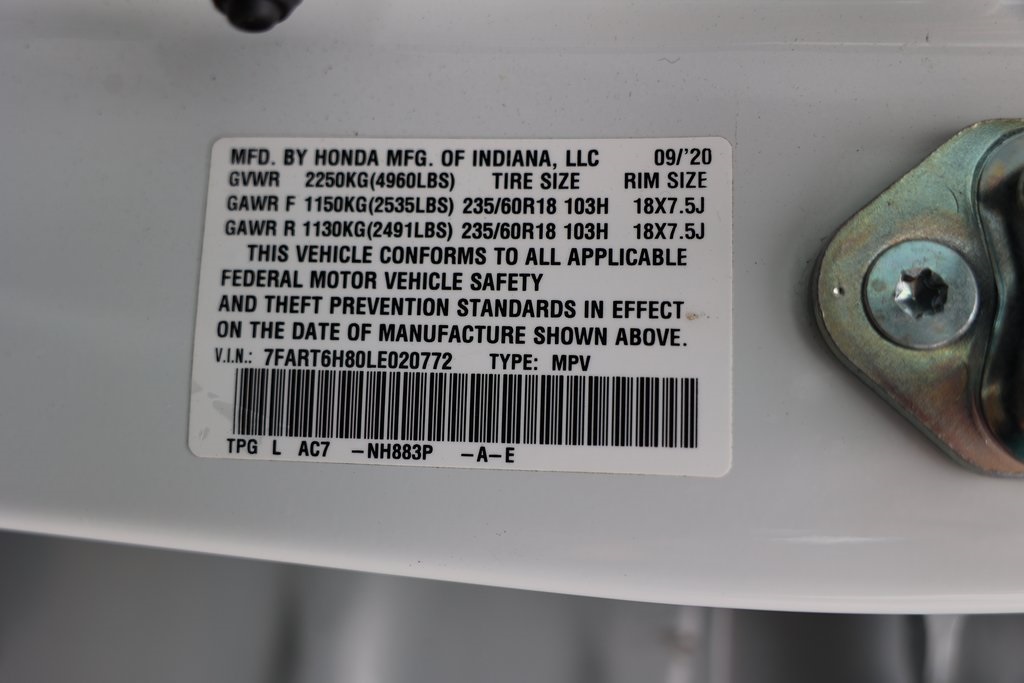 MFD. BY HONDA MFG. OF INDIANA, LLC 09/'20
GVWR 2250KG(4960LBS) TIRE SIZE RIM SIZE
GAWR F 1150KG(2535LBS) 235/60R18 103H 18X7.5J
GAWR R 1130KG(2491LBS) 235/60R18 103H 18X7.5J
THIS VEHICLE CONFORMS TO ALL APPLICABLE
FEDERAL MOTOR VEHICLE SAFETY
AND THEFT PREVENTION STANDARDS IN EFFECT
ON THE DATE OF MANUFACTURE SHOWN ABOVE.
V.I.N.: 7FART6H80LE020772 TYPE: MPV
TPG L AC7 -NH883P -A-E